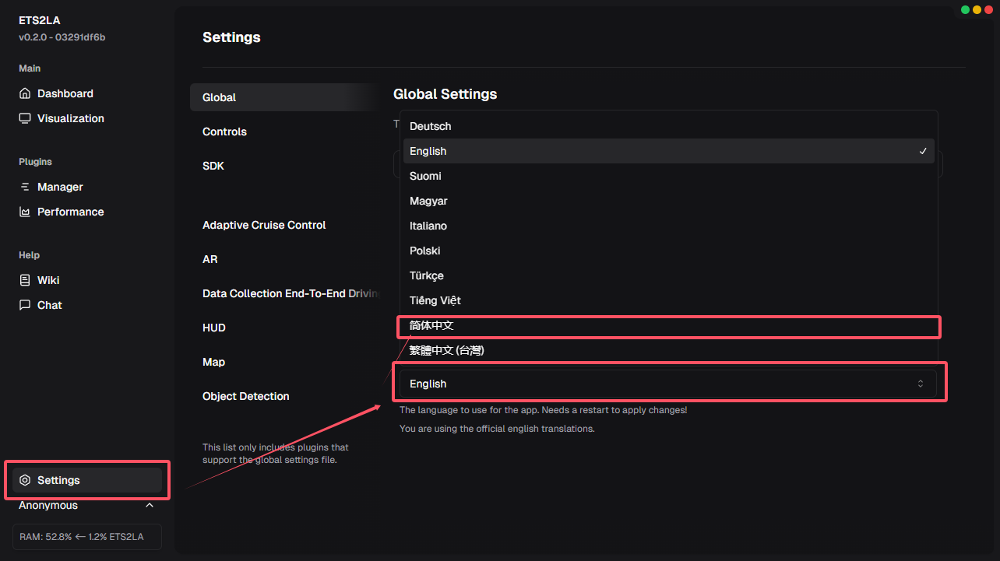 ETS2LA
v0.2.0 - 03291df6b
Main
Dashboard
Visualization
Plugins
Manager
Performance
Help
Wiki
Chat
Settings
Anonymous
RAM: 52.8% <- 1.2% ETS2LA
Settings
Global
Controls
SDK
Adaptive Cruise Control
AR
Data Collection End-To-End Driving
HUD
Map
Object Detection
This list only includes plugins that
support the global settings file.
Global Settings
T
Deutsch
English
Suomi
Magyar
Italiano
Polski
Türkçe
Tiếng Việt
简体中文
繁體中文 (台灣)
English
The language to use for the app. Needs a restart to apply changes!
You are using the official english translations.